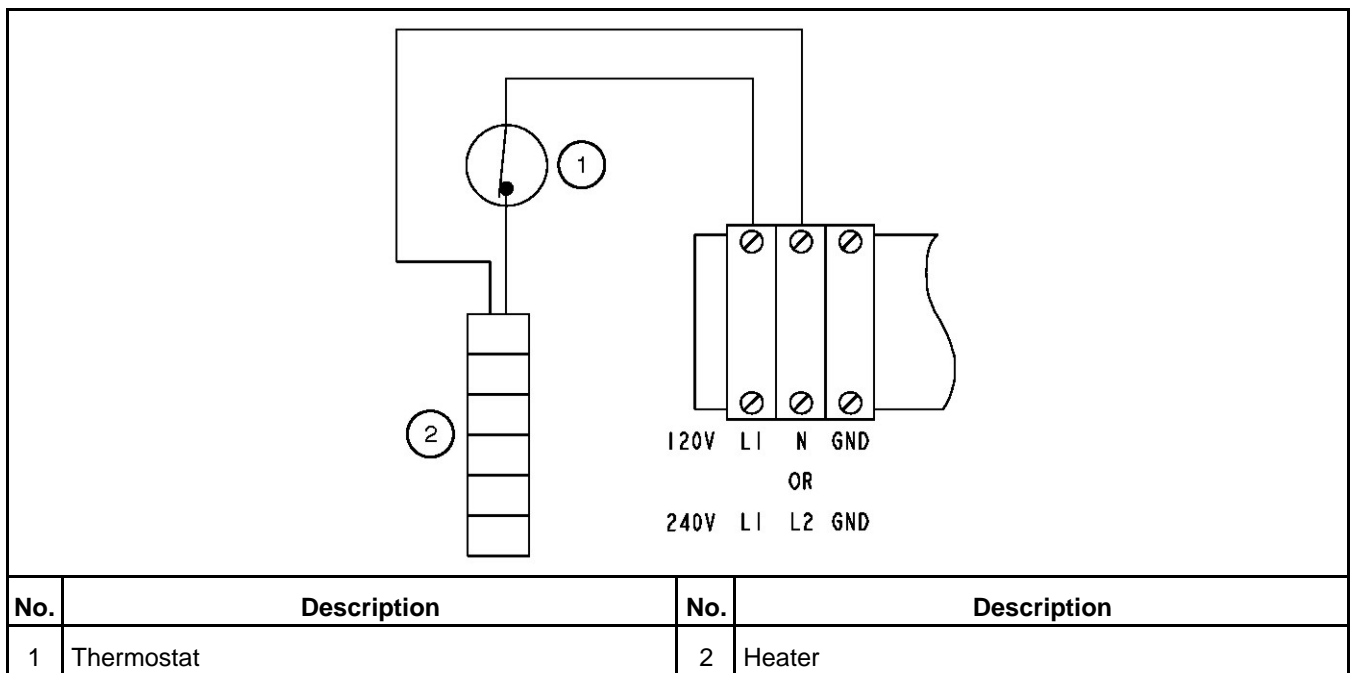 1
2
120V L1 N GND
OR
240V L1 L2 GND
No. Description No. Description
1 Thermostat 2 Heater